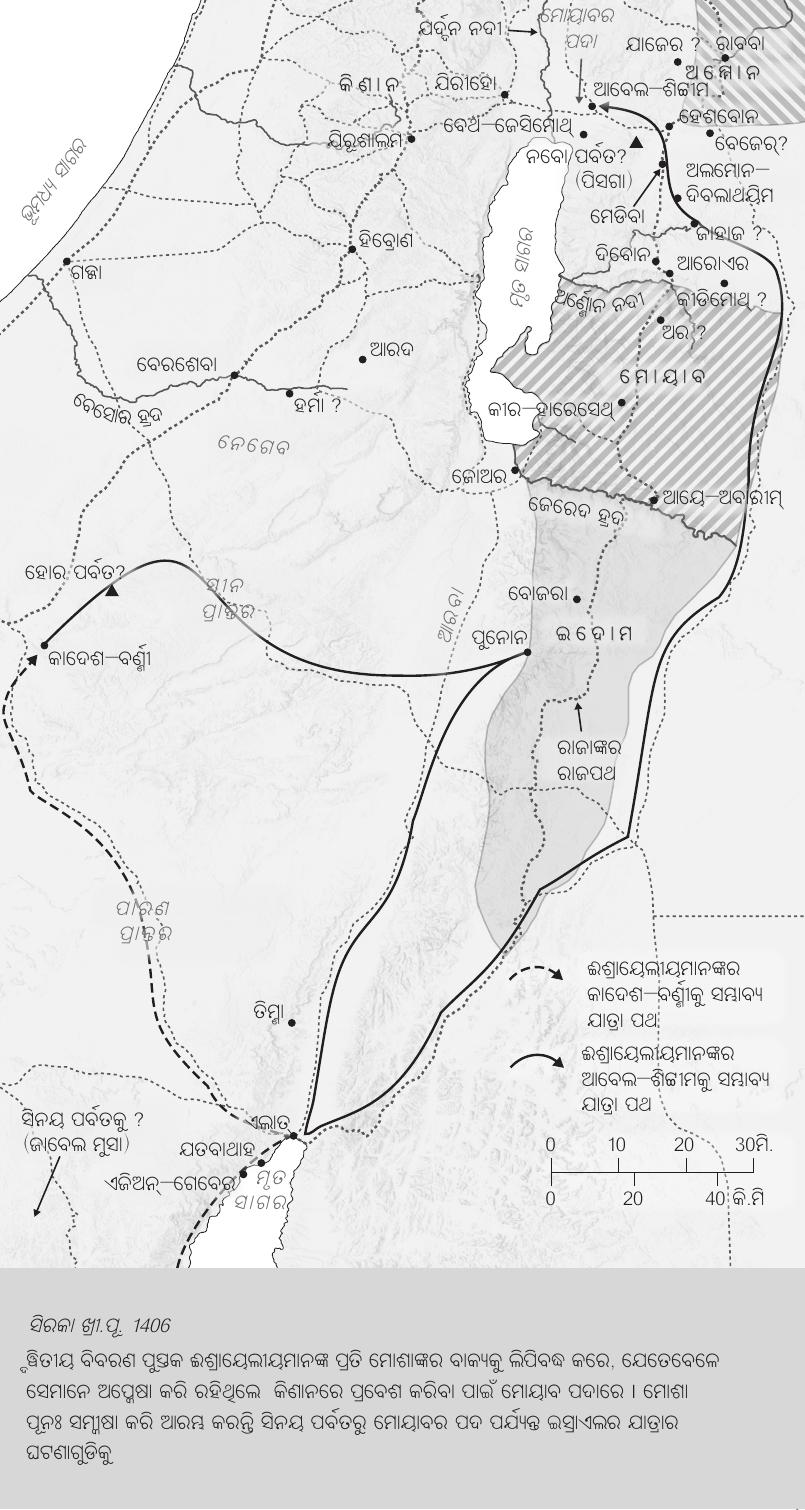 ଯର୍ଦ୍ଦନ ନଦୀ
ମୋୟାବର
ପଦା
ଯାଜେର ?
ରାବବା
ଅ ମ୍ମୋ ନ
କି ଣା ନ
ଯିରୀହୋ
ଆବେଲ–ଶିଟ୍ଟୀମ
ବେଥ–ଜେସିମୋଥ୍
ହେଶବୋନ
ବେଜେର୍?
ଯିରୂଶାଲମ
ନବୋ ପର୍ବତ?
(ପିସଗା)
ଅଲମୋନ–
ଦିବଲାଥୟିମ
ଭୂମଧ୍ୟ ସାଗର
ମେଡିବା
ଜାହାଜ ?
ହିବ୍ରୋଣ
ମୃତ ସାଗର
ଦିବୋନ
ଆରୋଏର
ଗଜ୍ଜା
ଅର୍ଣ୍ଣୋନ ନଦୀ
କୀଡିମୋଥ୍ ?
ଅର ?
ଆରଦ
ବେରଶେବା
ମୋ ୟା ବ
ବେସୋର ହ୍ରଦ
ହର୍ମା ?
କୀର–ହାରେସେଥ୍
ନେଗେବ
ଜୋଅର
ଆୟେ–ଅବାରୀମ୍
ଜେରେଦ ହ୍ରଦ
ହୋର ପର୍ବତ?
ସୀନ
ପ୍ରାନ୍ତର
ଆରବା
ବୋଜରା
ପୁନୋନ
ଇ ଦୋ ମ
କାଦେଶ–ବର୍ଣ୍ଣୀ
ରାଜାଙ୍କର
ରାଜପଥ
ପାରଣ
ପ୍ରାନ୍ତର
ଈଶ୍ରାୟେଲୀୟମାନଙ୍କର
କାଦେଶ–ବର୍ଣ୍ଣୀକୁ ସମ୍ଭାବ୍ୟ
ଯାତ୍ରା ପଥ
ତିମ୍ଣା
ଈଶ୍ରାୟେଲୀୟମାନଙ୍କର
ଆବେଲ–ଶିଟ୍ଟୀମକୁ ସମ୍ଭାବ୍ୟ
ଯାତ୍ରା ପଥ
ସିନୟ ପର୍ବତକୁ ?
(ଜାବେଲ ମୁସା)
ଏଲାତ
ଯତବାଥାହ
ଏଜିଅନ୍–ଗେବେର
ମୃତ
ସାଗର
0 10 20 30ମି.
0 20 40 କି.ମି
ସିରକା ଖ୍ରୀ.ପୂ. 1406
ଦ୍ୱିତୀୟ ବିବରଣ ପୁସ୍ତକ ଈଶ୍ରାୟେଲୀୟମାନଙ୍କ ପ୍ରତି ମୋଶାଙ୍କର ବାକ୍ୟକୁ ଲିପିବଦ୍ଧ କରେ, ଯେତେବେଳେ
ସେମାନେ ଅପେକ୍ଷା କରି ରହିଥିଲେ କିଣାନରେ ପ୍ରବେଶ କରିବା ପାଇଁ ମୋୟାବ ପଦାରେ । ମୋଶା
ପୂନଃ ସମୀକ୍ଷା କରି ଆରମ୍ଭ କରନ୍ତି ସିନୟ ପର୍ବତରୁ ମୋୟାବର ପଦ ପର୍ଯ୍ୟନ୍ତ ଇସ୍ରାଏଲର ଯାତ୍ରାର
ଘଟଣାଗୁଡିକୁ